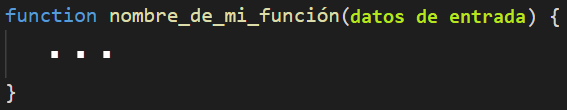 function nombre_de_mi_función(datos de entrada) {
...
}